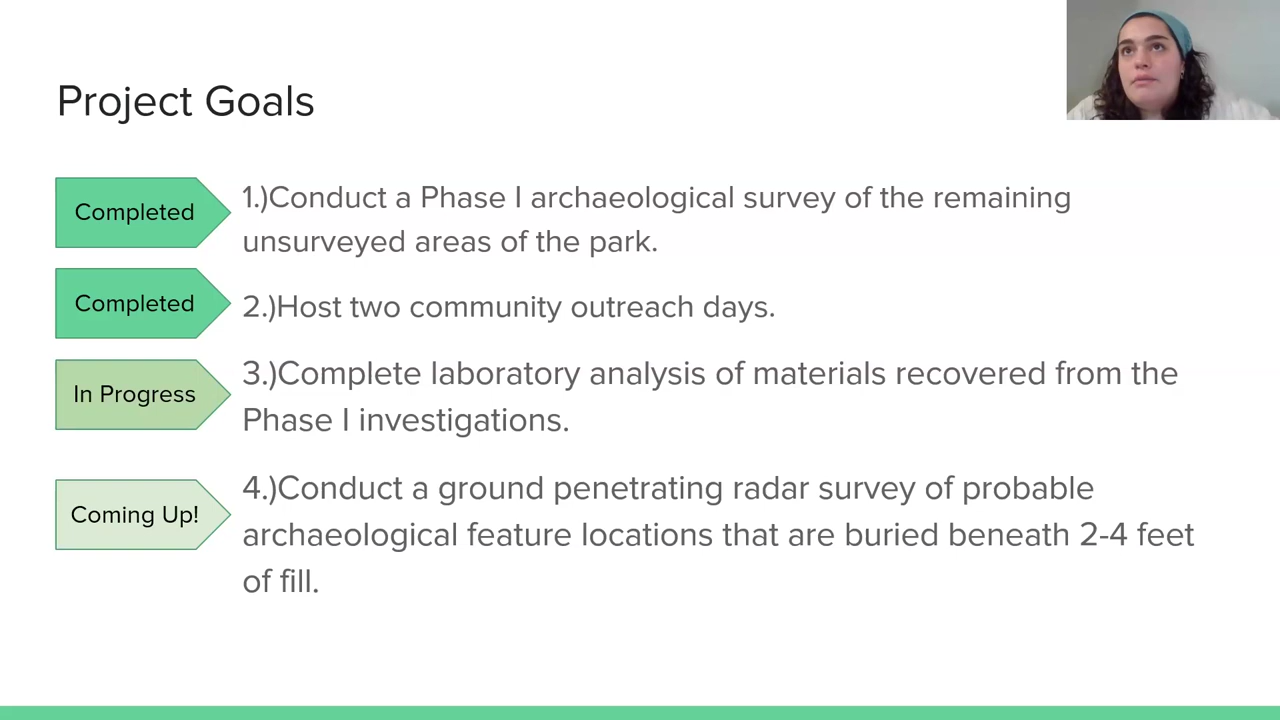 Project Goals
Completed
1.)Conduct a Phase I archaeological survey of the remaining
unsurveyed areas of the park.
Completed
2.)Host two community outreach days.
In Progress
3.)Complete laboratory analysis of materials recovered from the
Phase I investigations.
Coming Up!
4.)Conduct a ground penetrating radar survey of probable
archaeological feature locations that are buried beneath 2-4 feet
of fill.